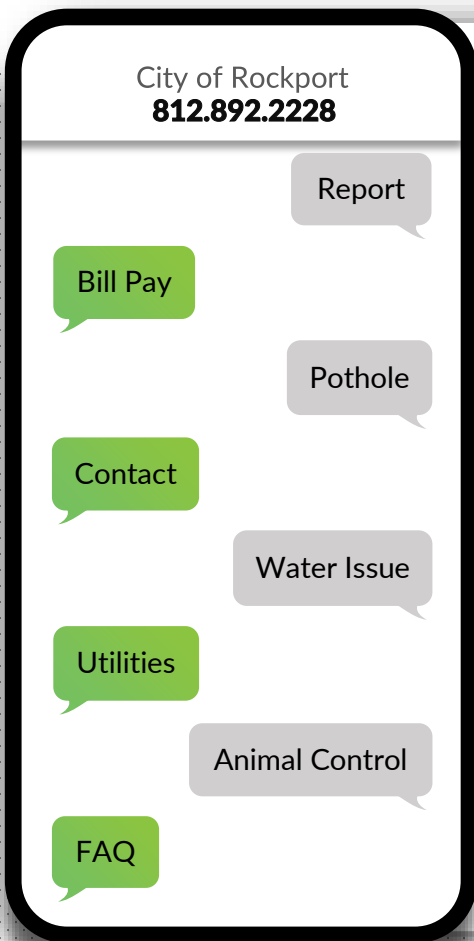 City of Rockport
812.892.2228
Report
Bill Pay
Pothole
Contact
Water Issue
Utilities
Animal Control
FAQ